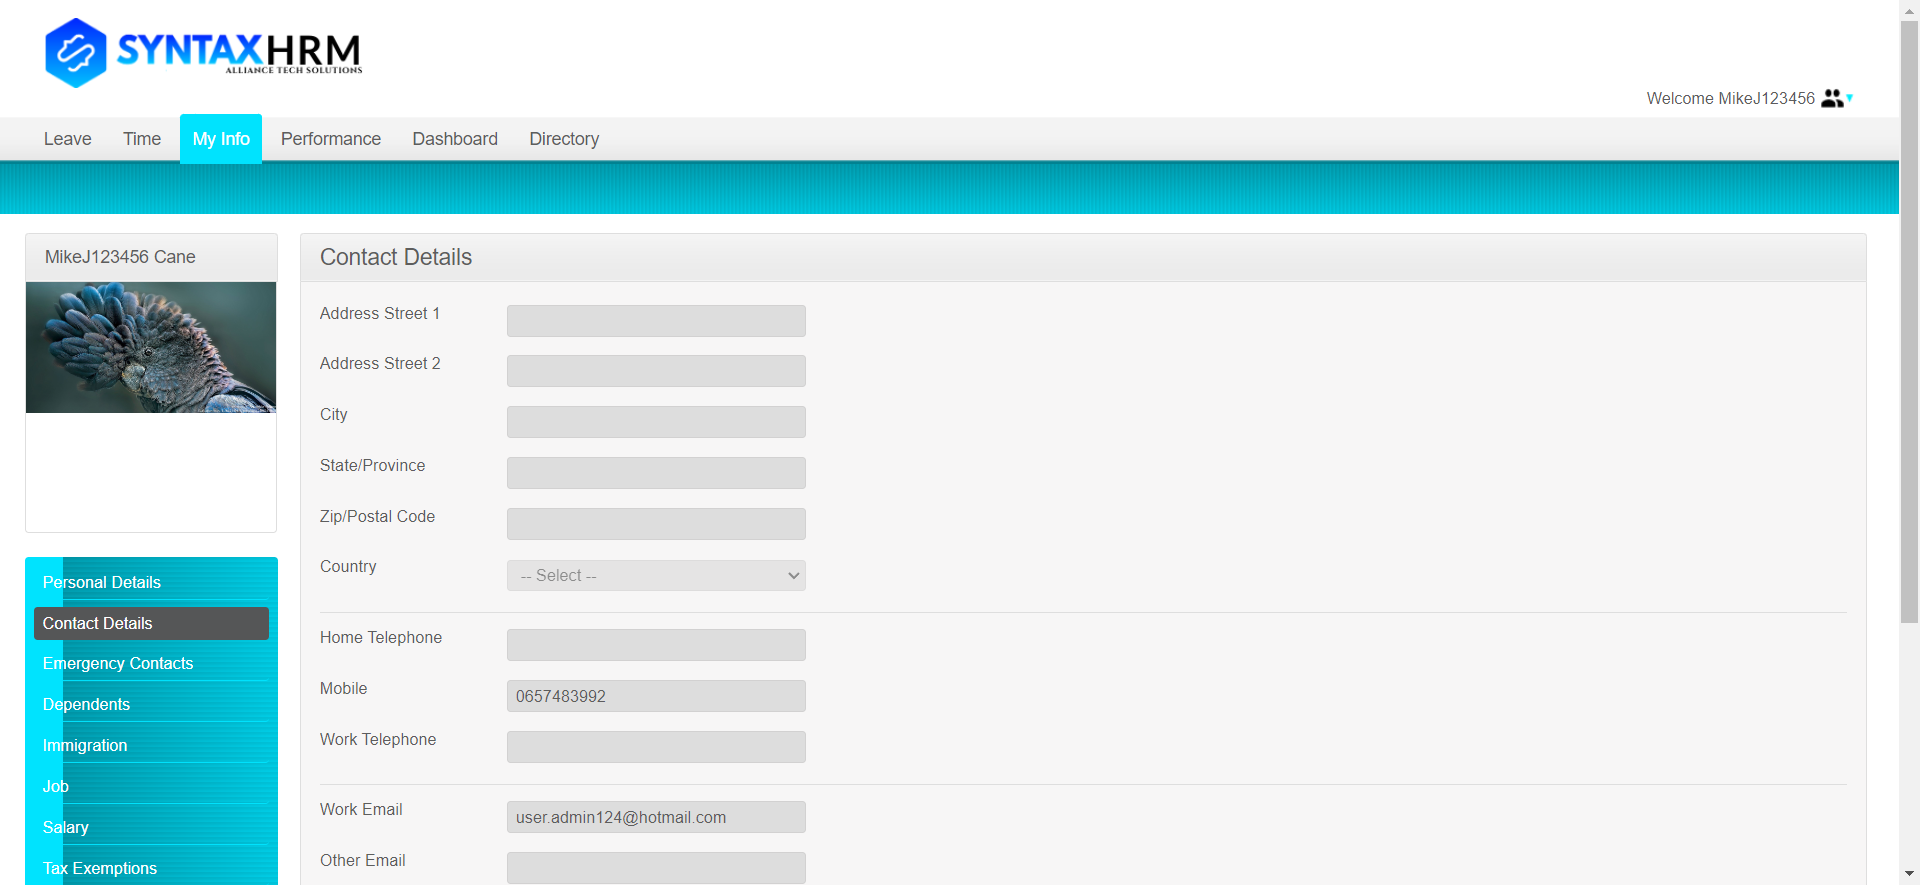 SYNTAXHRM
ALLIANCE TECH SOLUTIONS
Welcome MikeJ123456
Leave Time My Info Performance Dashboard Directory
MikeJ123456 Cane
Personal Details
Contact Details
Emergency Contacts
Dependents
Immigration
Job
Salary
Tax Exemptions
Contact Details
Address Street 1
Address Street 2
City
State/Province
Zip/Postal Code
Country -- Select --
Home Telephone
Mobile 0657483992
Work Telephone
Work Email user.admin124@hotmail.com
Other Email